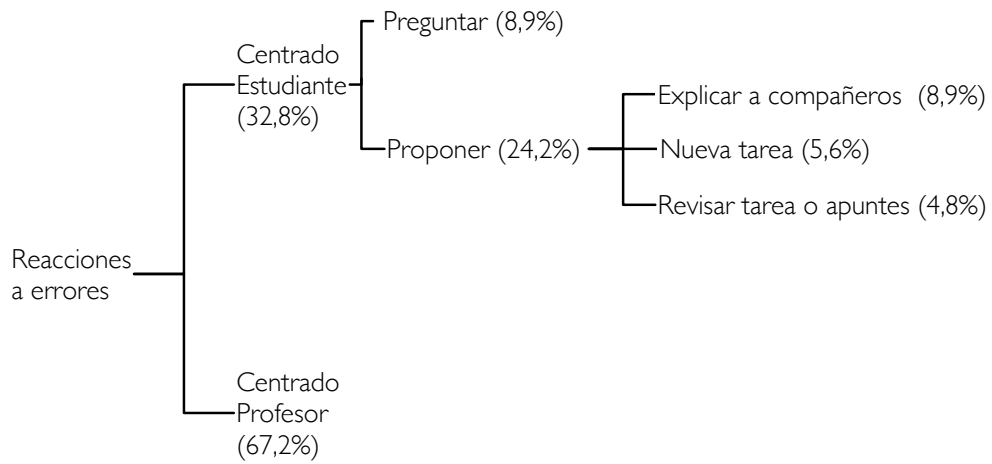 Preguntar (8,9%)
Centrado
Estudiante
(32,8%)
Explicar a compañeros (8,9%)
Proponer (24,2%)
Nueva tarea (5,6%)
Revisar tarea o apuntes (4,8%)
Reacciones
a errores
Centrado
Profesor
(67,2%)